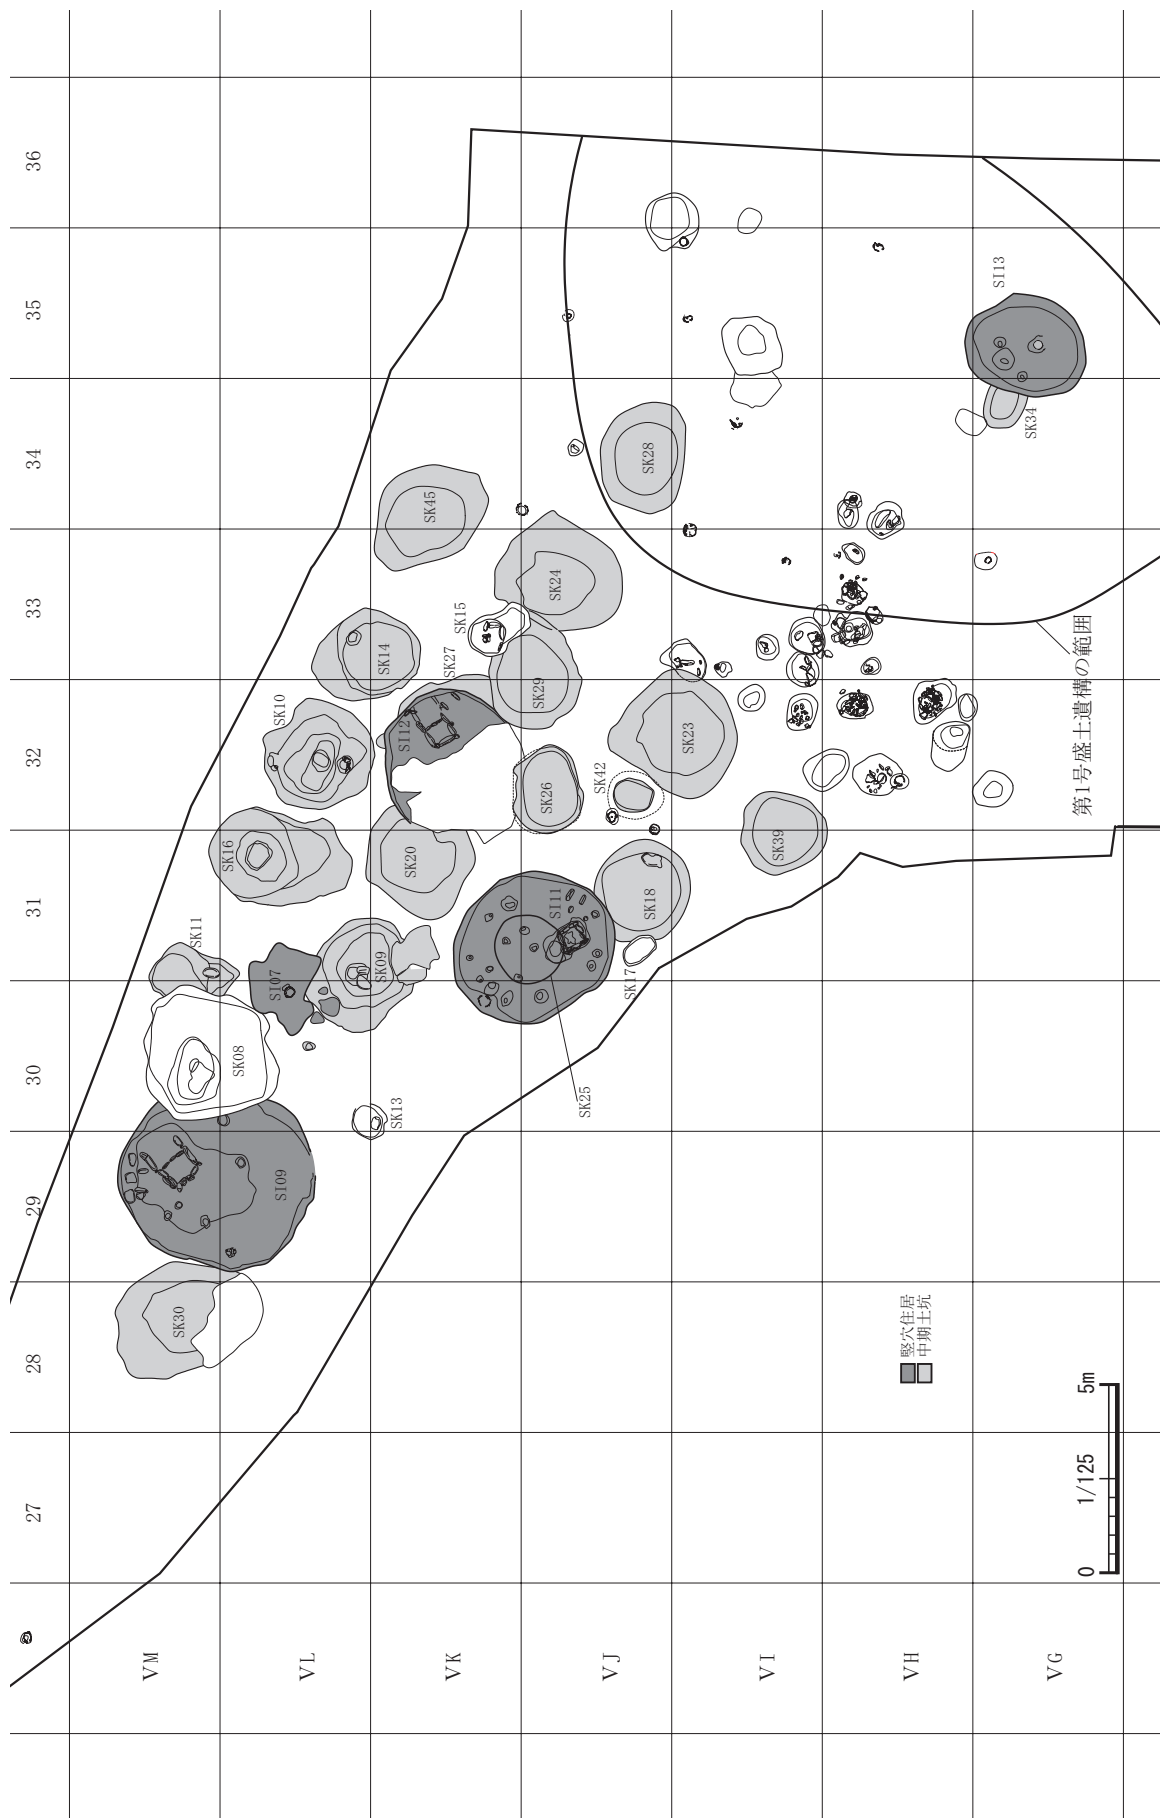 36
35
34
33
32
31
30
29
28
27
VM
VL
VK
VJ
VI
VH
VG
SI13
SK34
SK28
SK45
SK24
SK15
SK14
SK27
SK29
SK10
SI12
SK23
SK26
SK42
SK16
SK20
SK39
SK18
SI11
SK11
SI07
SK09
SK17
SK08
SK25
SK13
SI09
SK30
第1号盛土遺構の範囲
竪穴住居
中期土坑
0 1/125 5m